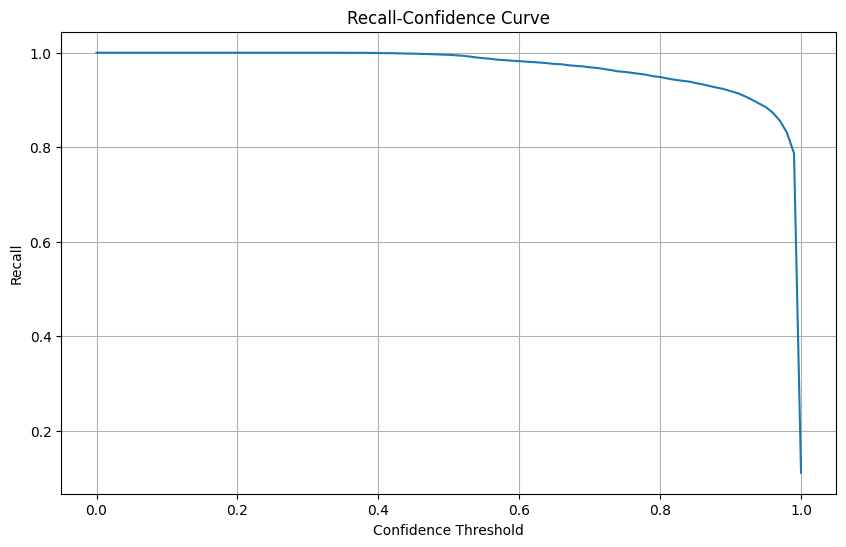 Recall-Confidence Curve
1.0
0.8
0.6
0.4
0.2
Recall
0.0 0.2 0.4 0.6 0.8 1.0
Confidence Threshold